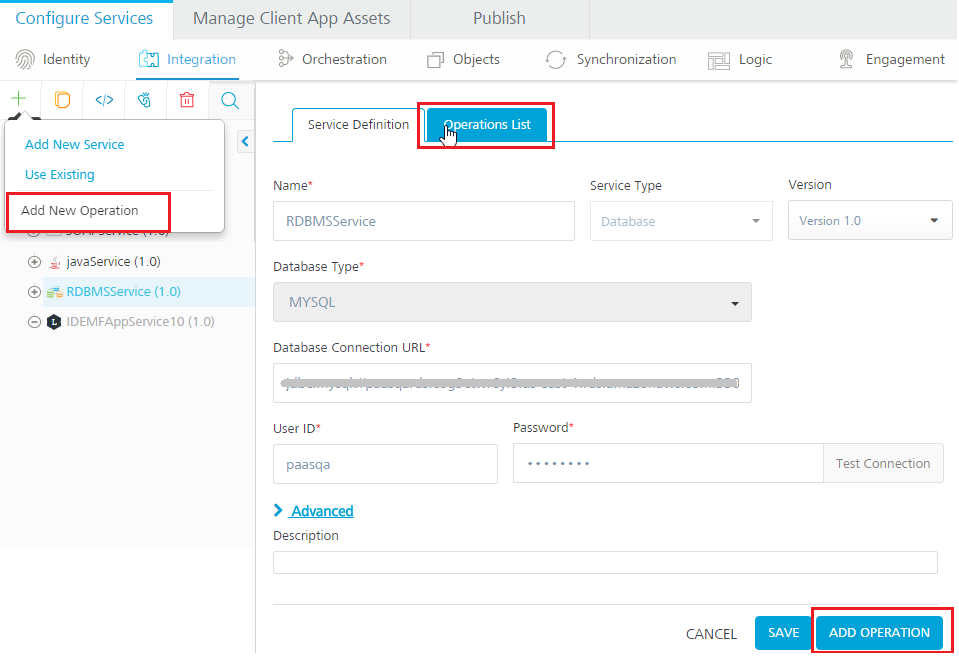 Configure Services
Manage Client App Assets
Publish
Identity
Integration
Orchestration
Objects
Synchronization
Logic
Engagement
</>
Add New Service
Use Existing
Add New Operation
javaService (1.0)
RDBMSService (1.0)
L IDEMFAppService10 (1.0)
Service Definition
Operations List
Name*
Service Type
Version
RDBMSService
Database
Version 1.0
Database Type*
MYSQL
Database Connection URL*
User ID*
Password*
paasqa
••••••••
Test Connection
Advanced
Description
CANCEL
SAVE
ADD OPERATION